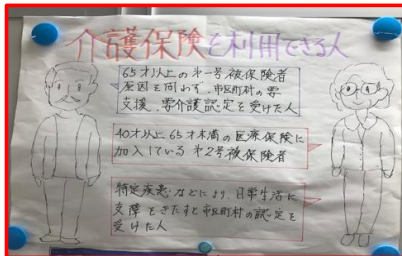 介護保険を利用できる人
65才以上の第一号被保険者
原因を問わず、市区町村の要
支援、要介護認定を受けた人
40才以上65才未満の医療保険に
加入している第2号被保険者
特定疾患などにより、日常生活に
支障をきたすと市区町村の認定を
受けた人